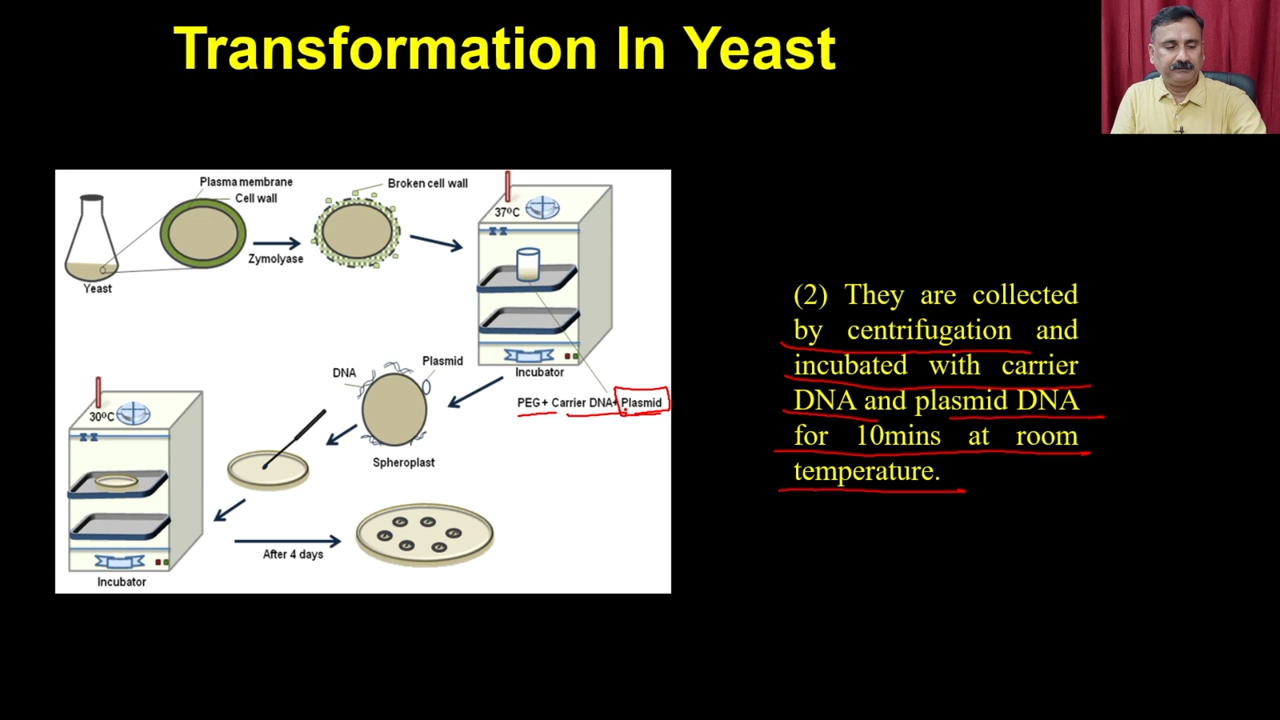 Transformation In Yeast
Plasma membrane
Cell wall
Broken cell wall
37ºC
Zymolyase
Yeast
Incubator
Plasmid
DNA
PEG+ Carrier DNA+ Plasmid
30ºC
Spheroplast
After 4 days
Incubator
(2) They are collected
by centrifugation and
incubated with carrier
DNA and plasmid DNA
for 10mins at room
temperature.